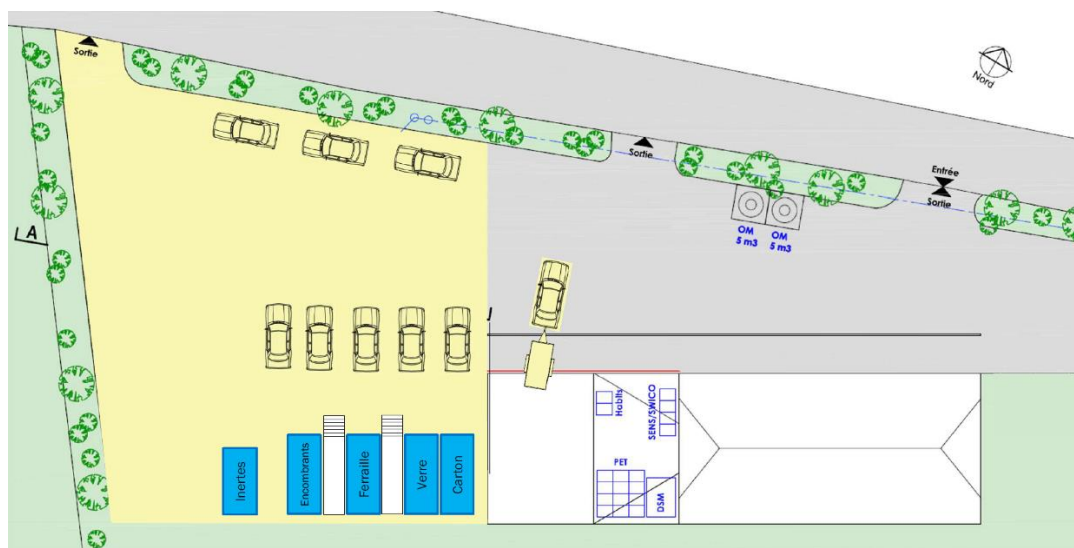 Sortie
Nord
Sortie
Entrée
Sortie
OM
5 m3
OM
5 m3
A
J
Habits
SENS/SWICO
PET
DSM
Inertes
Encombrants
Ferraille
Verre
Carton